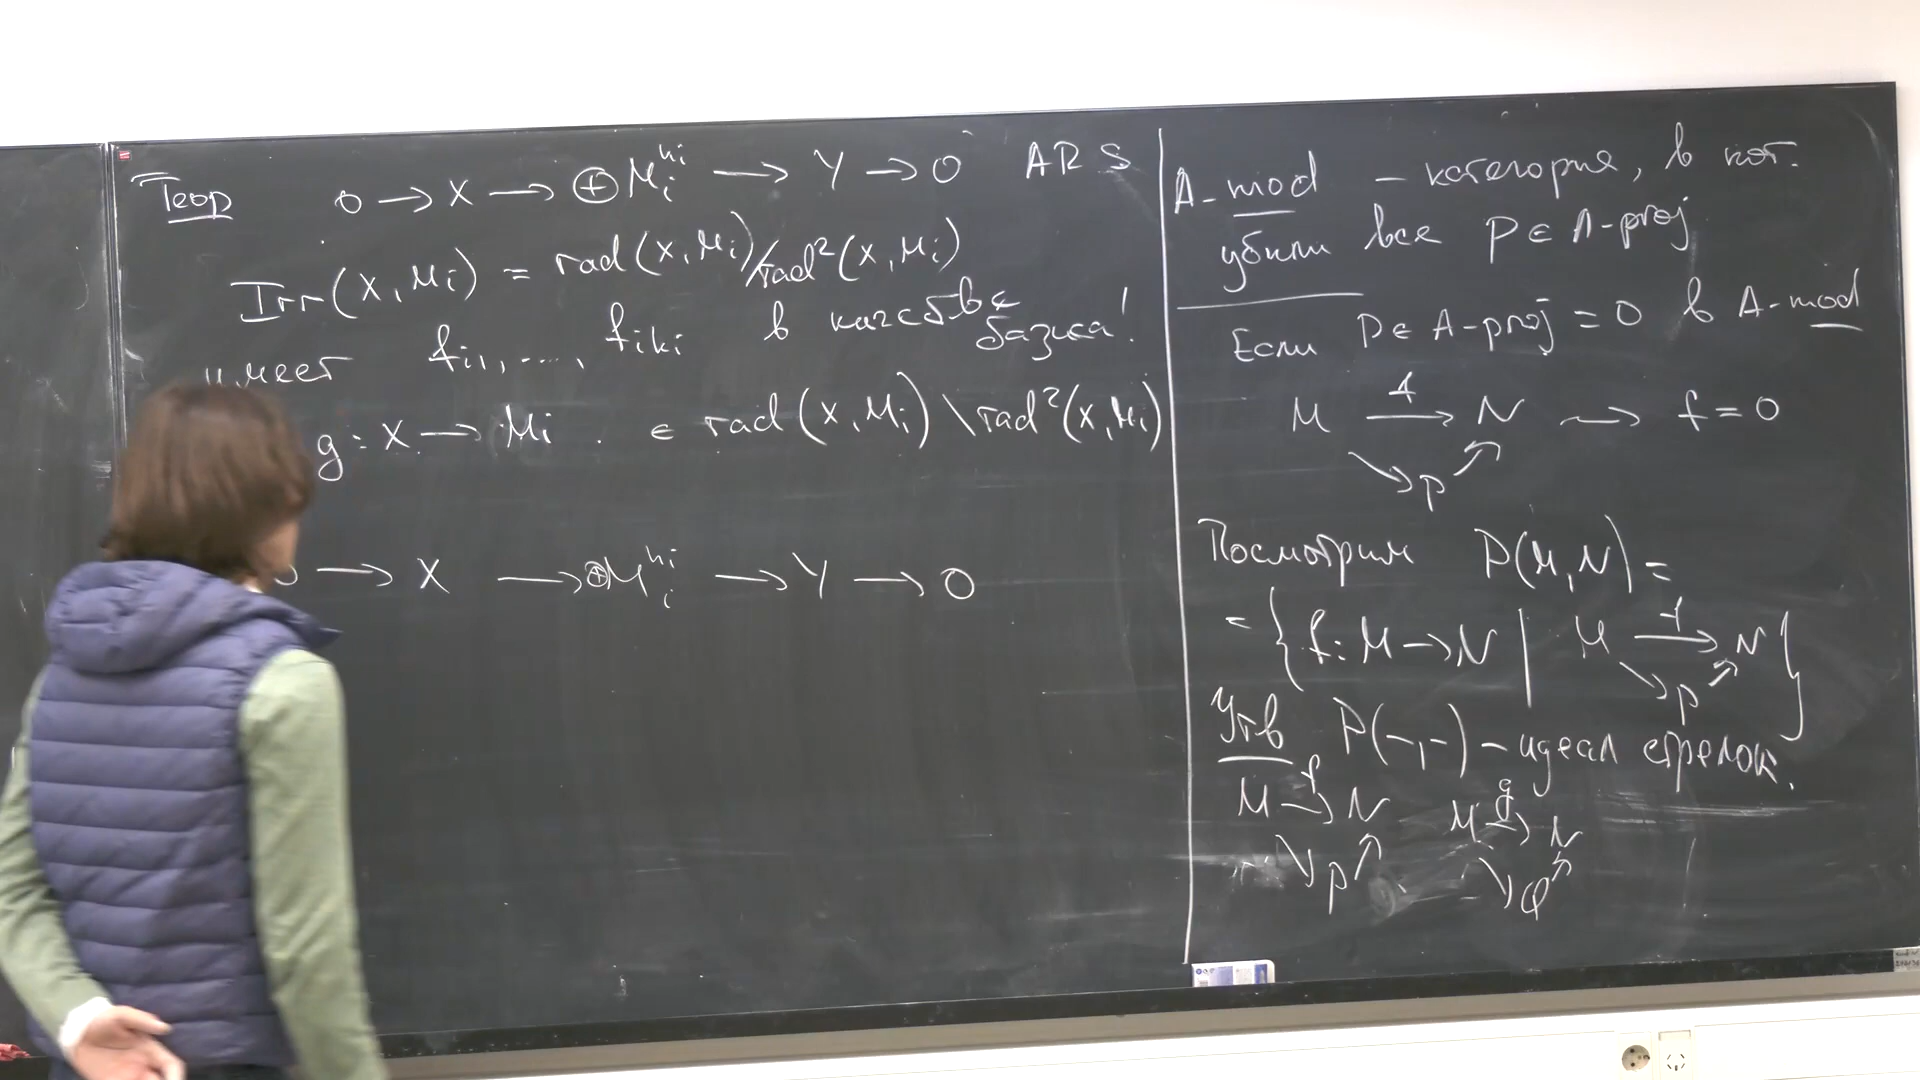 Теор 0 → X → ⊕ M_i^{n_i} → Y → 0 ARS
Irr(X, M_i) = rad(X, M_i)/rad²(X, M_i)
имеет f_{i1}, ..., f_{iki} в качестве базиса!
g: X → M_i ∈ rad(X, M_i) \ rad²(X, M_i)
→ X → ⊕M_i^{n_i} → Y → 0
A-mod – категория, в кот.
убили все P ∈ A-proj
Если P ∈ A-proj = 0 в A-mod
M →^f N ⇝ f = 0
↘ P ↗
Посмотрим P(M, N) =
= { f: M → N | M →^f N
↘ P ↗ }
Утв P(-,-) – идеал стрелок.
M →^f N M →^g N
↘ P ↗ ↘ Q ↗